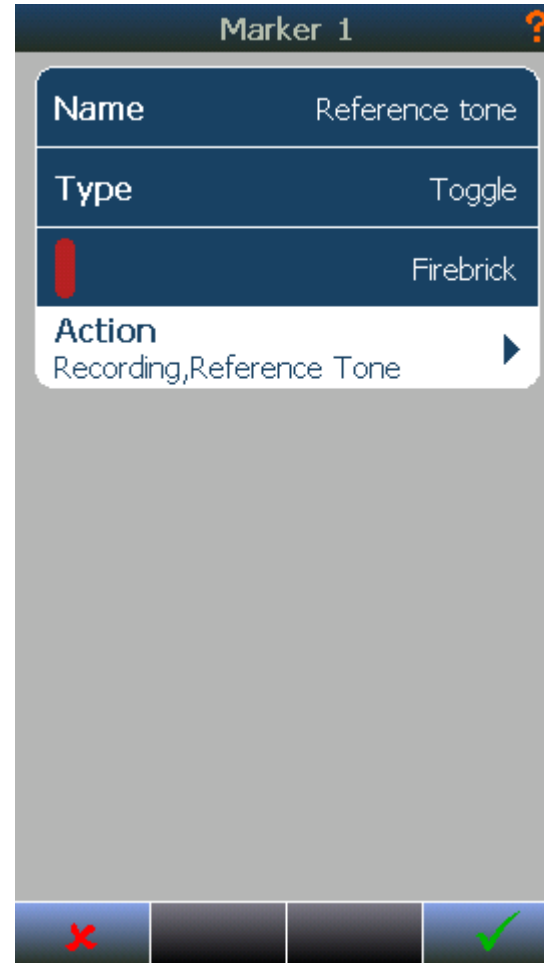 Marker 1 ?
Name Reference tone
Type Toggle
Firebrick
Action
Recording,Reference Tone